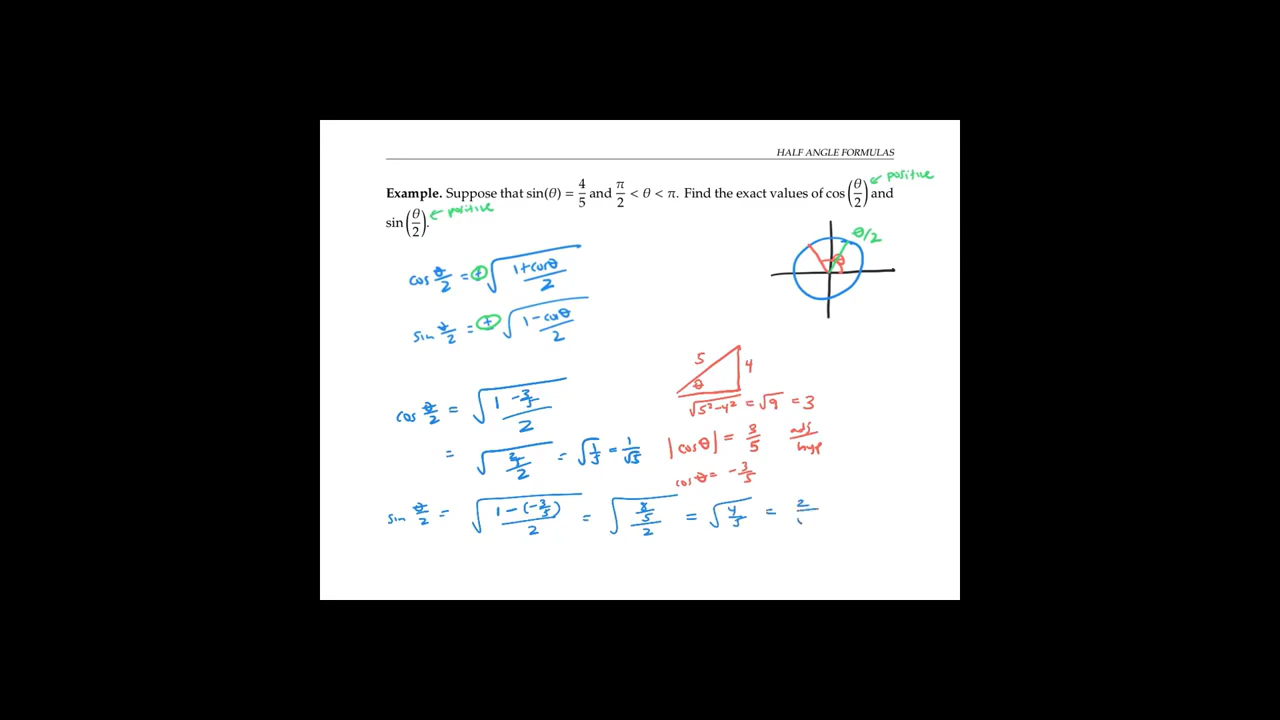 HALF ANGLE FORMULAS
Example. Suppose that sin(θ) = 4/5 and π/2 < θ < π. Find the exact values of cos(θ/2) and ← positive
sin(θ/2). ← positive
θ/2
θ
cos θ/2 = + √((1+cosθ)/2)
sin θ/2 = + √((1-cosθ)/2)
5 4
θ
√(5²-4²) = √9 = 3
cos θ/2 = √((1 -3/5)/2)
|cosθ| = 3/5 adj/hyp
= √((2/5)/2) = √(1/5) = 1/√5
cos θ = -3/5
sin θ/2 = √((1-(-3/5))/2) = √((8/5)/2) = √(4/5) = 2/